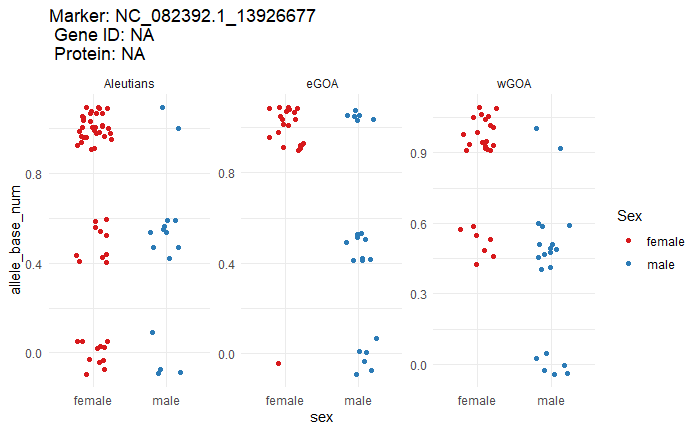 Marker: NC_082392.1_13926677
Gene ID: NA
Protein: NA
Aleutians eGOA wGOA
allele_base_num
0.8
0.4
0.0
0.8
0.4
0.0
0.9
0.6
0.3
0.0
female male female male female male
sex
Sex
female
male